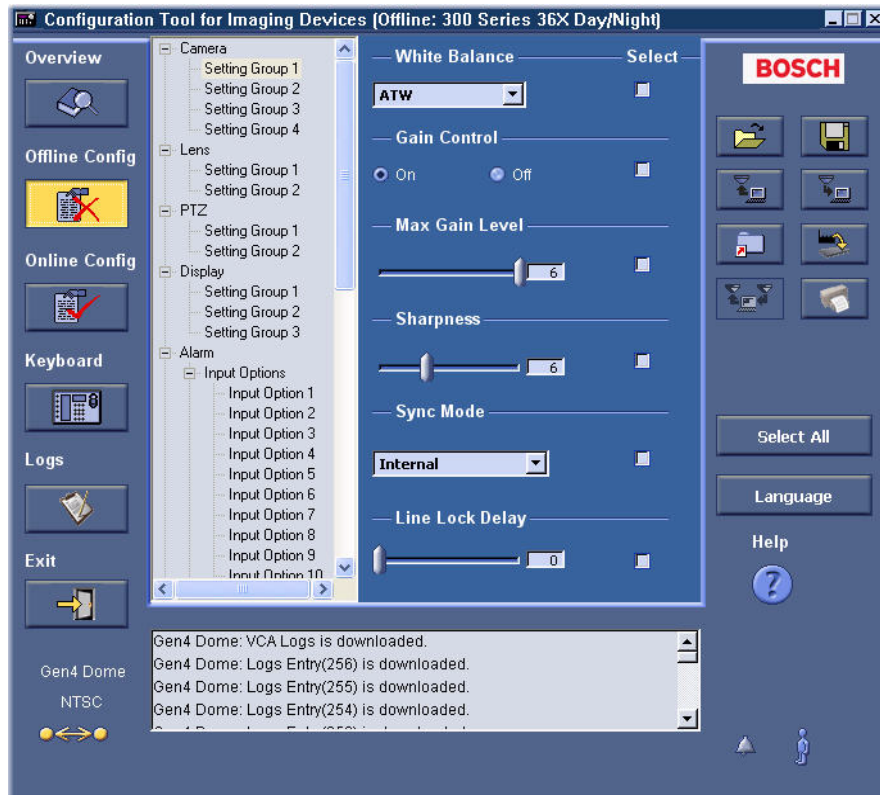 Configuration Tool for Imaging Devices (Offline: 300 Series 36X Day/Night)
Overview
Offline Config
Online Config
Keyboard
Logs
Exit
Gen4 Dome
NTSC
Camera
Setting Group 1
Setting Group 2
Setting Group 3
Setting Group 4
Lens
Setting Group 1
Setting Group 2
PTZ
Setting Group 1
Setting Group 2
Display
Setting Group 1
Setting Group 2
Setting Group 3
Alarm
Input Options
Input Option 1
Input Option 2
Input Option 3
Input Option 4
Input Option 5
Input Option 6
Input Option 7
Input Option 8
Input Option 9
Input Option 10
White Balance
Select
ATW
Gain Control
On
Off
Max Gain Level
6
Sharpness
6
Sync Mode
Internal
Line Lock Delay
0
BOSCH
Select All
Language
Help
?
Gen4 Dome: VCA Logs is downloaded.
Gen4 Dome: Logs Entry(256) is downloaded.
Gen4 Dome: Logs Entry(255) is downloaded.
Gen4 Dome: Logs Entry(254) is downloaded.